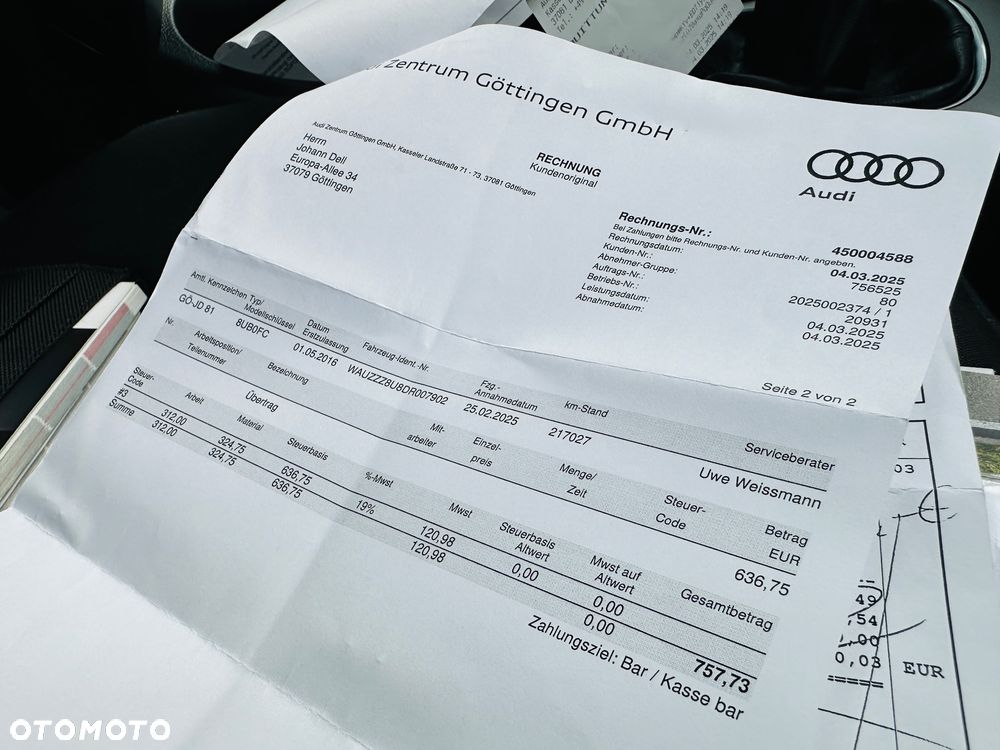 QUITTUN
i Zentrum Göttingen GmbH
Audi Zentrum Göttingen GmbH, Kasseler Landstraße 71 - 73, 37081 Göttingen
Herrn
Johann Dell
Europa-Allee 34
37079 Göttingen
RECHNUNG
Kundenoriginal
Audi
Rechnungs-Nr.: 450004588
Bei Zahlungen bitte Rechnungs-Nr. und Kunden-Nr. angeben.
Rechnungsdatum: 04.03.2025
Kunden-Nr.: 756525
Abnehmer-Gruppe: 80
Auftrags-Nr.: 2025002374 / 1
Betriebs-Nr.: 20931
Leistungsdatum: 04.03.2025
Abnahmedatum: 04.03.2025
Seite 2 von 2
Amtl. Kennzeichen Typ/ Modellschlüssel Datum Erstzulassung Fahrzeug-Ident.-Nr. Fzg.- Annahmedatum km-Stand Serviceberater
GÖ-JD 81 8UB0FC 01.05.2016 WAUZZZ8U8DR007902 25.02.2025 217027 Uwe Weissmann
Nr. Arbeitsposition/ Teilenummer Bezeichnung Mit- arbeiter Einzel- preis Menge/ Zeit Steuer- Code Betrag EUR
Übertrag 636,75
Steuer- Code Arbeit Material Steuerbasis %-Mwst Mwst Steuerbasis Altwert Mwst auf Altwert Gesamtbetrag
#3 312,00 324,75 636,75 19% 120,98 0,00 0,00
Summe 312,00 324,75 636,75 120,98 0,00 757,73
Zahlungsziel: Bar / Kasse bar
03
49
,54
1,00
0,03 EUR
=====
OTOMOTO